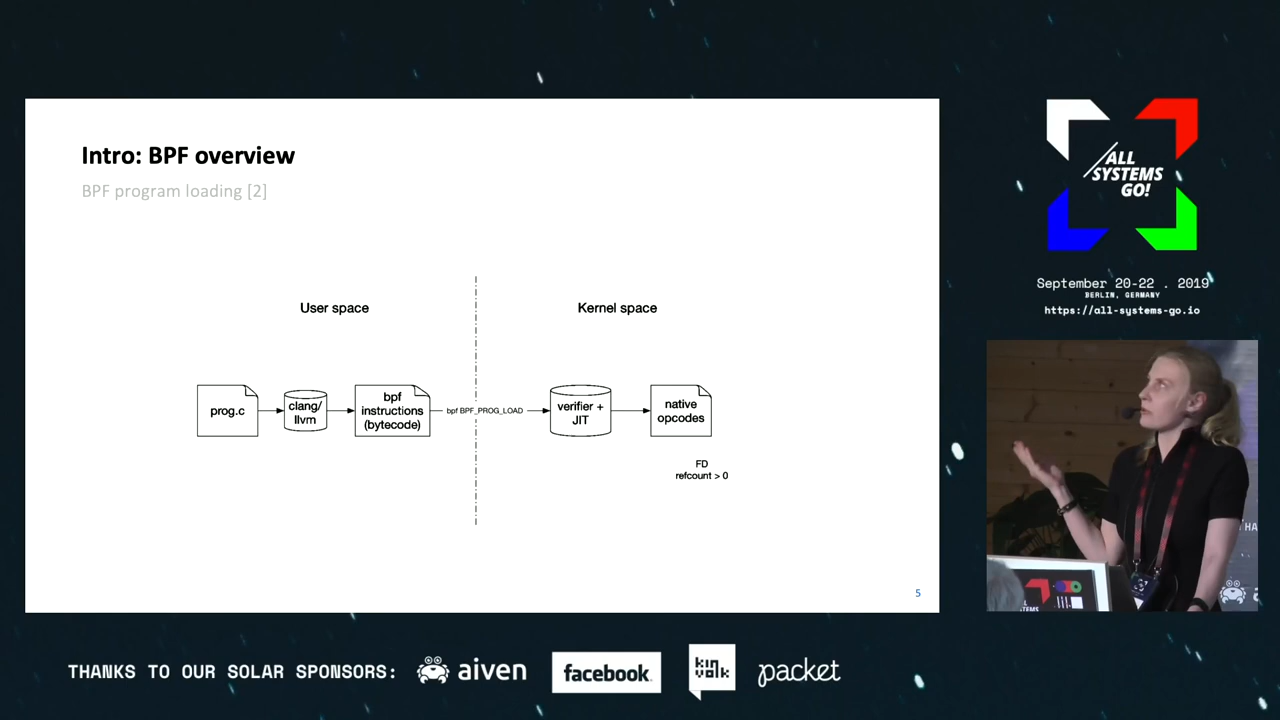 Intro: BPF overview
BPF program loading [2]
User space
Kernel space
prog.c
clang/
llvm
bpf
instructions
(bytecode)
bpf BPF_PROG_LOAD
verifier +
JIT
native
opcodes
FD
refcount > 0
5
ALL
SYSTEMS
GO!
September 20-22 . 2019
BERLIN, GERMANY
https://all-systems-go.io
THANKS TO OUR SOLAR SPONSORS:
aiven
facebook
kinvolk
packet